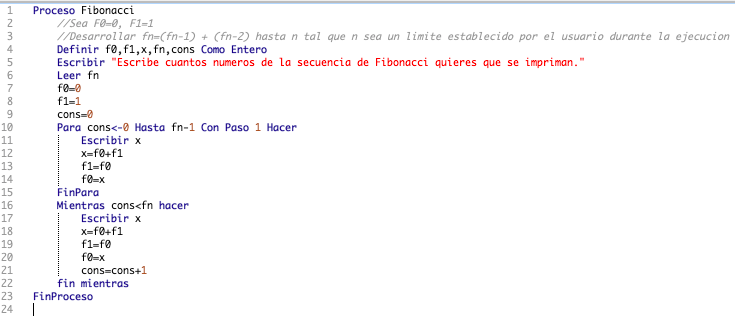 1 Proceso Fibonacci
2 //Sea F0=0, F1=1
3 //Desarrollar fn=(fn-1) + (fn-2) hasta n tal que n sea un limite establecido por el usuario durante la ejecucion
4 Definir f0,f1,x,fn,cons Como Entero
5 Escribir "Escribe cuantos numeros de la secuencia de Fibonacci quieres que se impriman."
6 Leer fn
7 f0=0
8 f1=1
9 cons=0
10 Para cons<-0 Hasta fn-1 Con Paso 1 Hacer
11 Escribir x
12 x=f0+f1
13 f1=f0
14 f0=x
15 FinPara
16 Mientras cons<fn hacer
17 Escribir x
18 x=f0+f1
19 f1=f0
20 f0=x
21 cons=cons+1
22 fin mientras
23 FinProceso
24